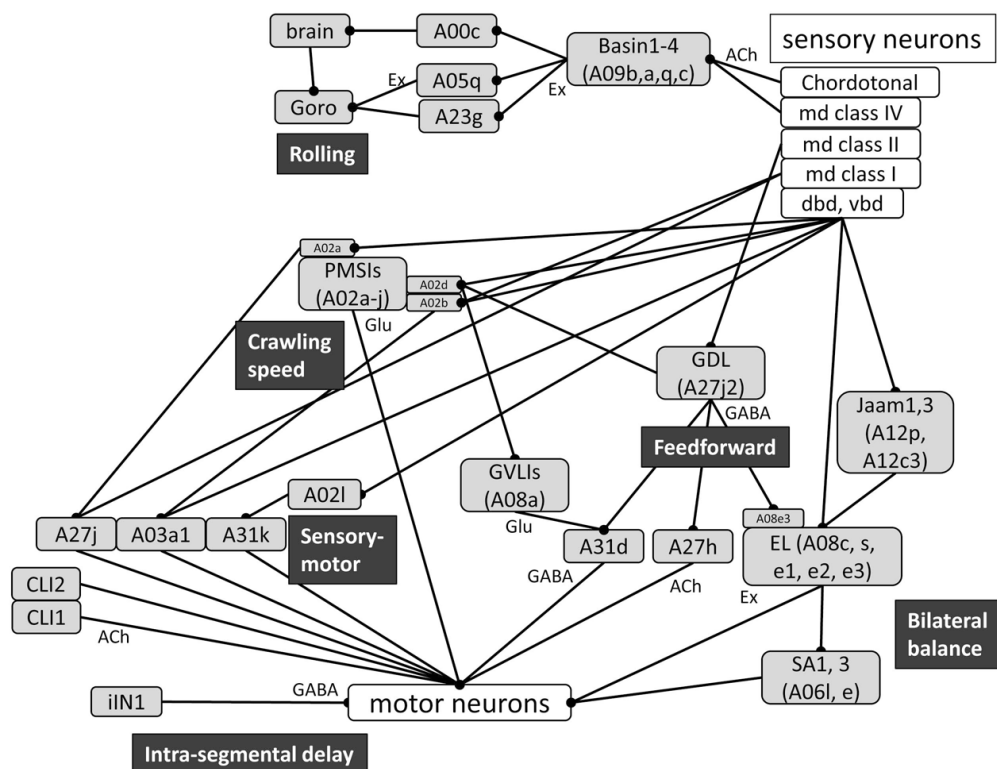 brain
A00c
Basin1-4
(A09b,a,q,c)
ACh
sensory neurons
Chordotonal
md class IV
md class II
md class I
dbd, vbd
Ex
A05q
Ex
Goro
A23g
Rolling
A02a
PMSIs
(A02a-j)
A02d
A02b
Glu
Crawling
speed
GDL
(A27j2)
GABA
Jaam1,3
(A12p,
A12c3)
Feedforward
GVLIs
(A08a)
Glu
A02l
A27j
A03a1
A31k
Sensory-
motor
A31d
A27h
A08e3
EL (A08c, s,
e1, e2, e3)
GABA
ACh
Ex
CLI2
CLI1
ACh
Bilateral
balance
SA1, 3
(A06l, e)
iIN1
GABA
motor neurons
Intra-segmental delay